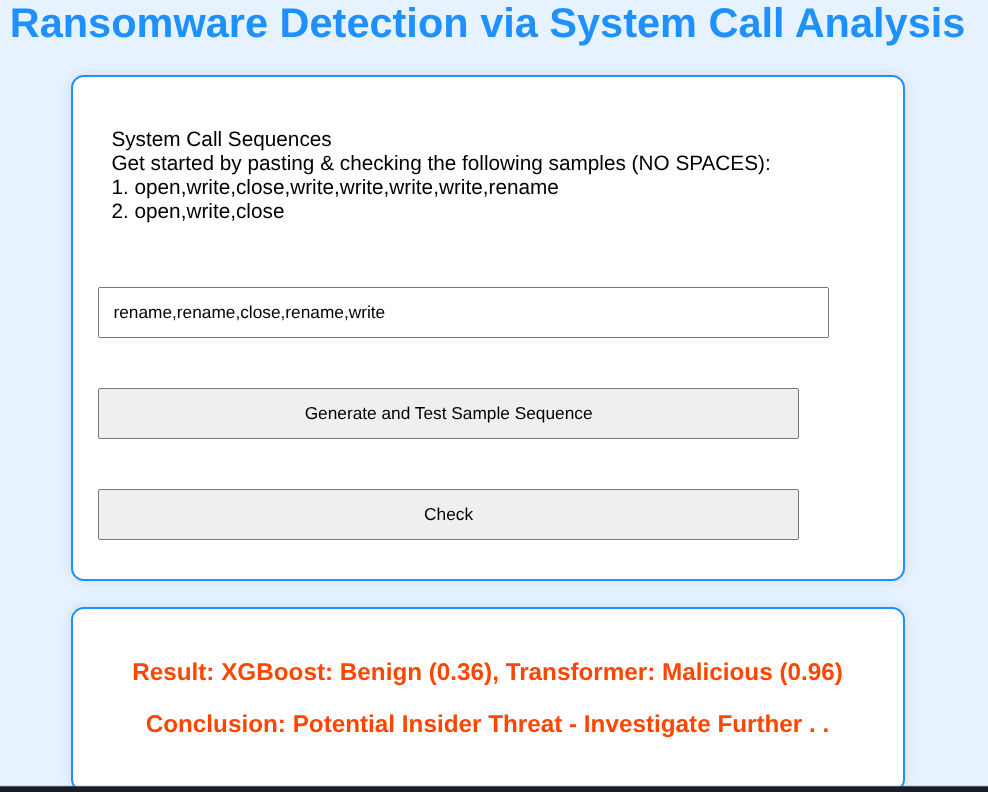 Ransomware Detection via System Call Analysis
System Call Sequences
Get started by pasting & checking the following samples (NO SPACES):
1. open,write,close,write,write,write,write,rename
2. open,write,close
rename,rename,close,rename,write
Generate and Test Sample Sequence
Check
Result: XGBoost: Benign (0.36), Transformer: Malicious (0.96)
Conclusion: Potential Insider Threat - Investigate Further . .